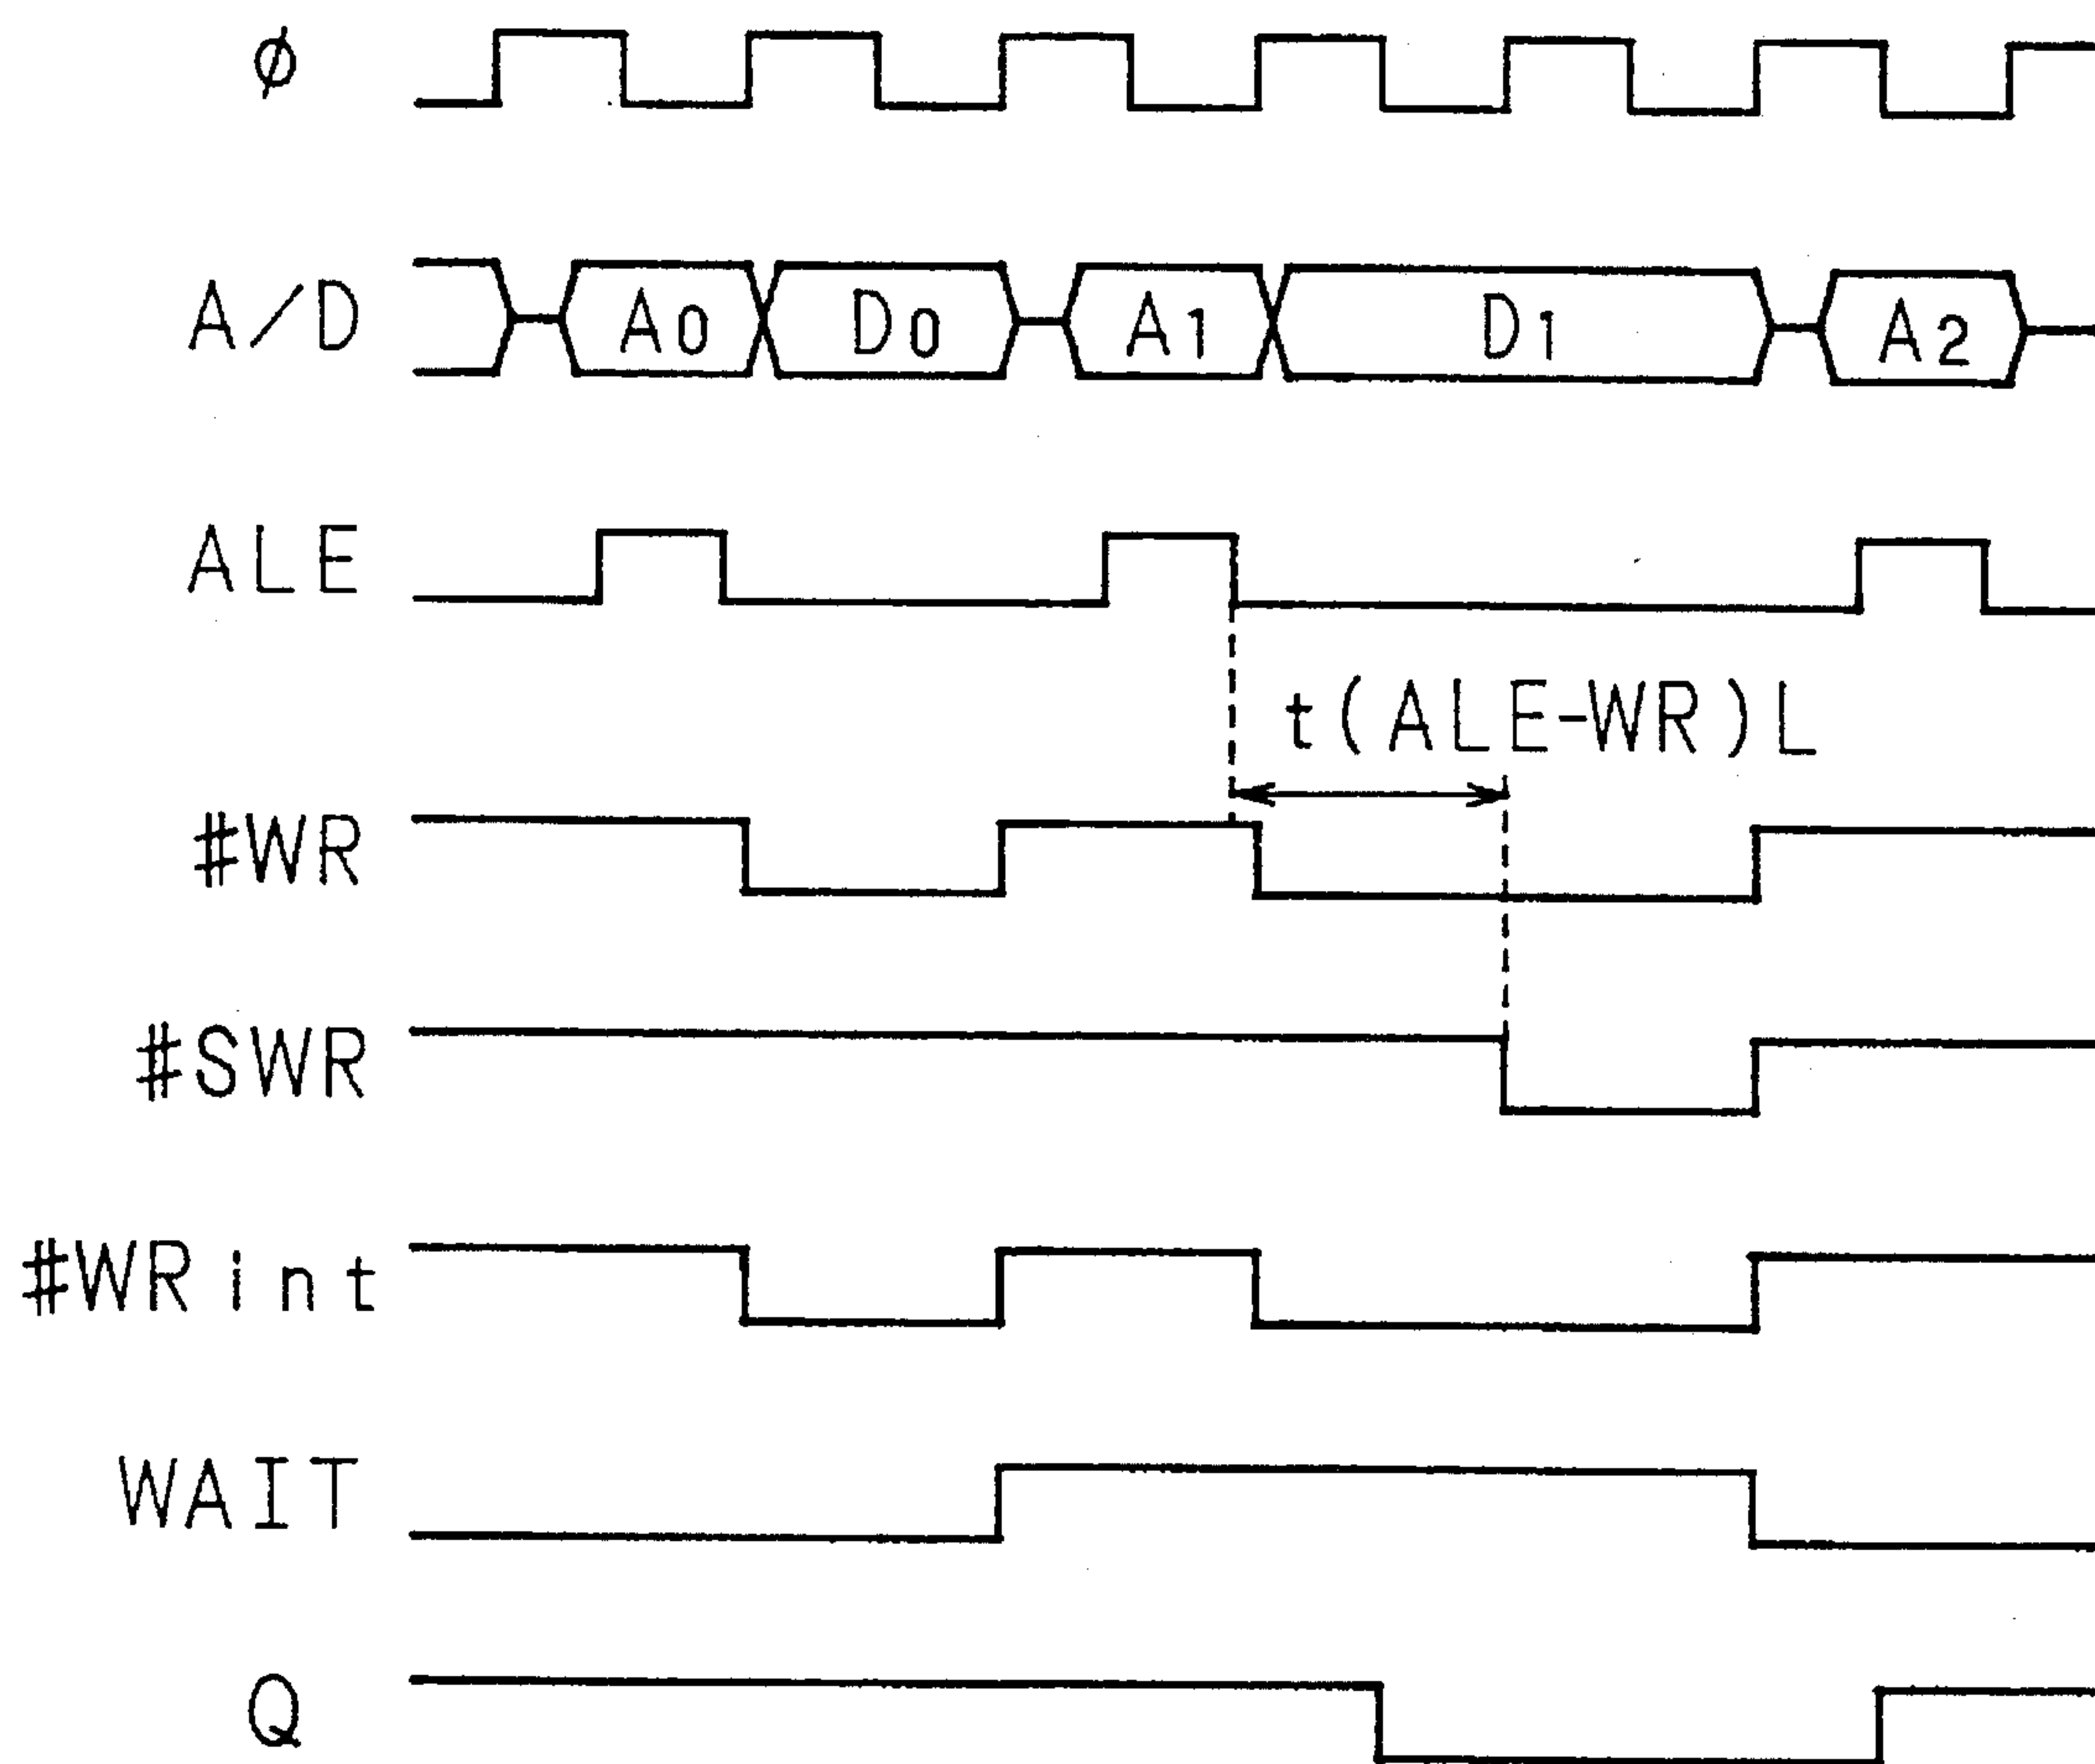 ø
A/D A0 D0 A1 D1 A2
ALE
t(ALE-WR)L
#WR
#SWR
#WRint
WAIT
Q